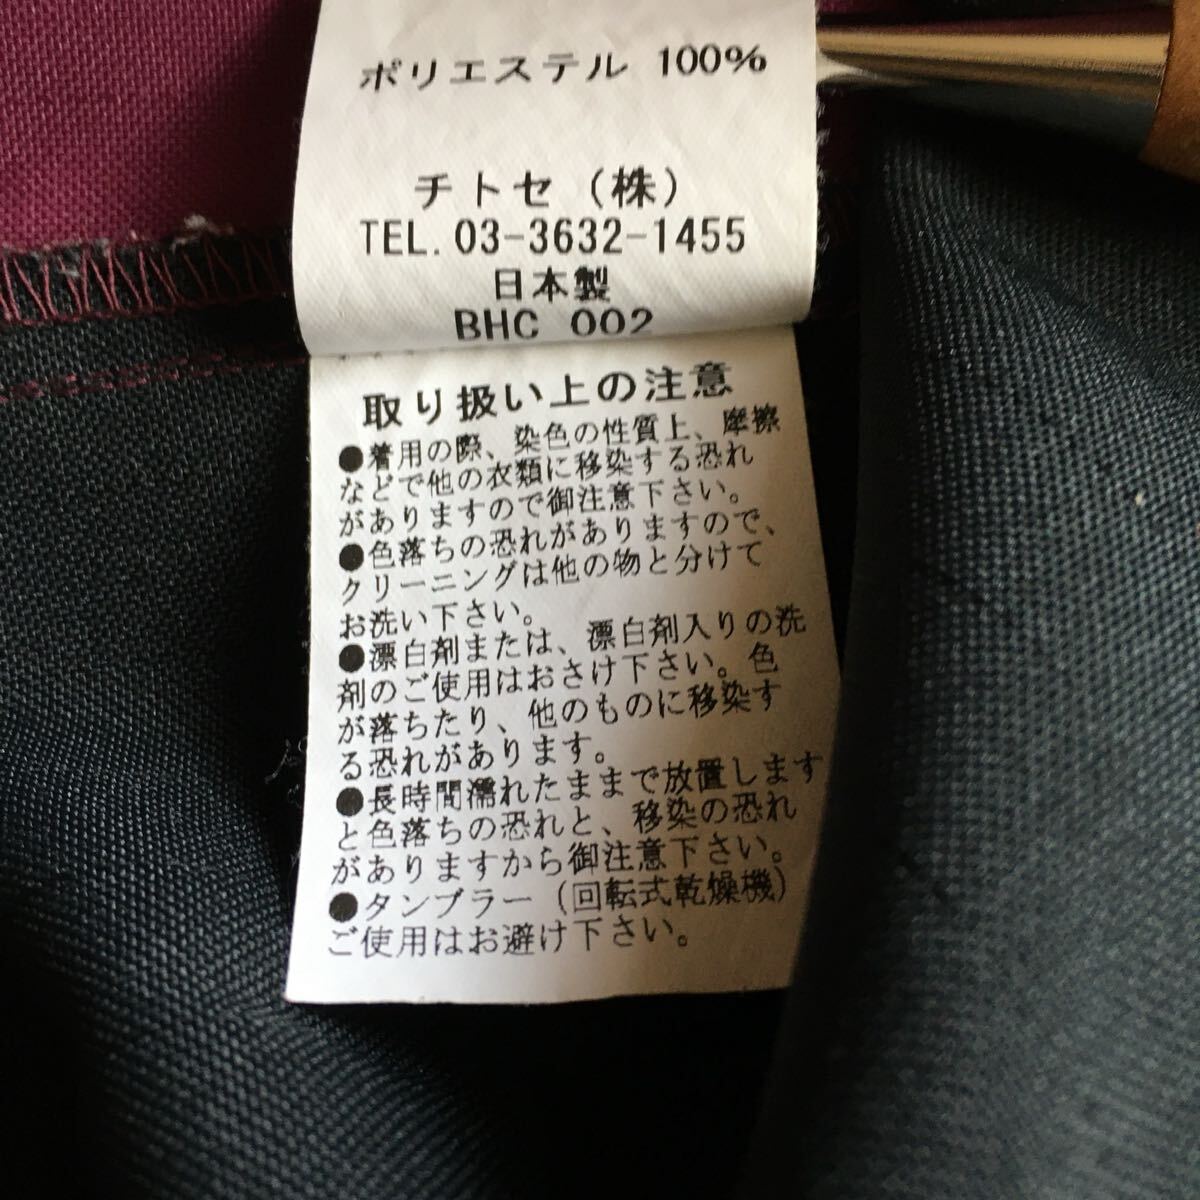 ポリエステル 100%
チトセ (株)
TEL. 03-3632-1455
日本製
BHC 002
取り扱い上の注意
●着用の際、染色の性質上、摩擦
などで他の衣類に移染する恐れ
がありますので御注意下さい。
●色落ちの恐れがありますので、
クリーニングは他の物と分けて
お洗い下さい。
●漂白剤または、漂白剤入りの洗
剤のご使用はおさけ下さい。色
が落ちたり、他のものに移染す
る恐れがあります。
●長時間濡れたままで放置します
と色落ちの恐れと、移染の恐れ
がありますから御注意下さい。
●タンブラー (回転式乾燥機)
ご使用はお避け下さい。